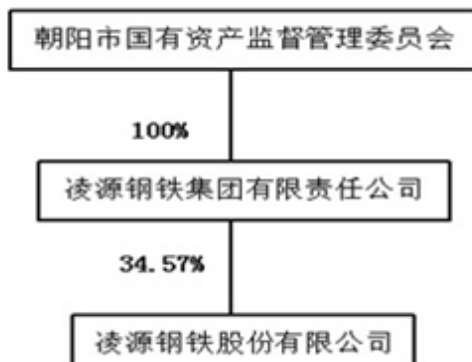 朝阳市国有资产监督管理委员会
100%
凌源钢铁集团有限责任公司
34.57%
凌源钢铁股份有限公司